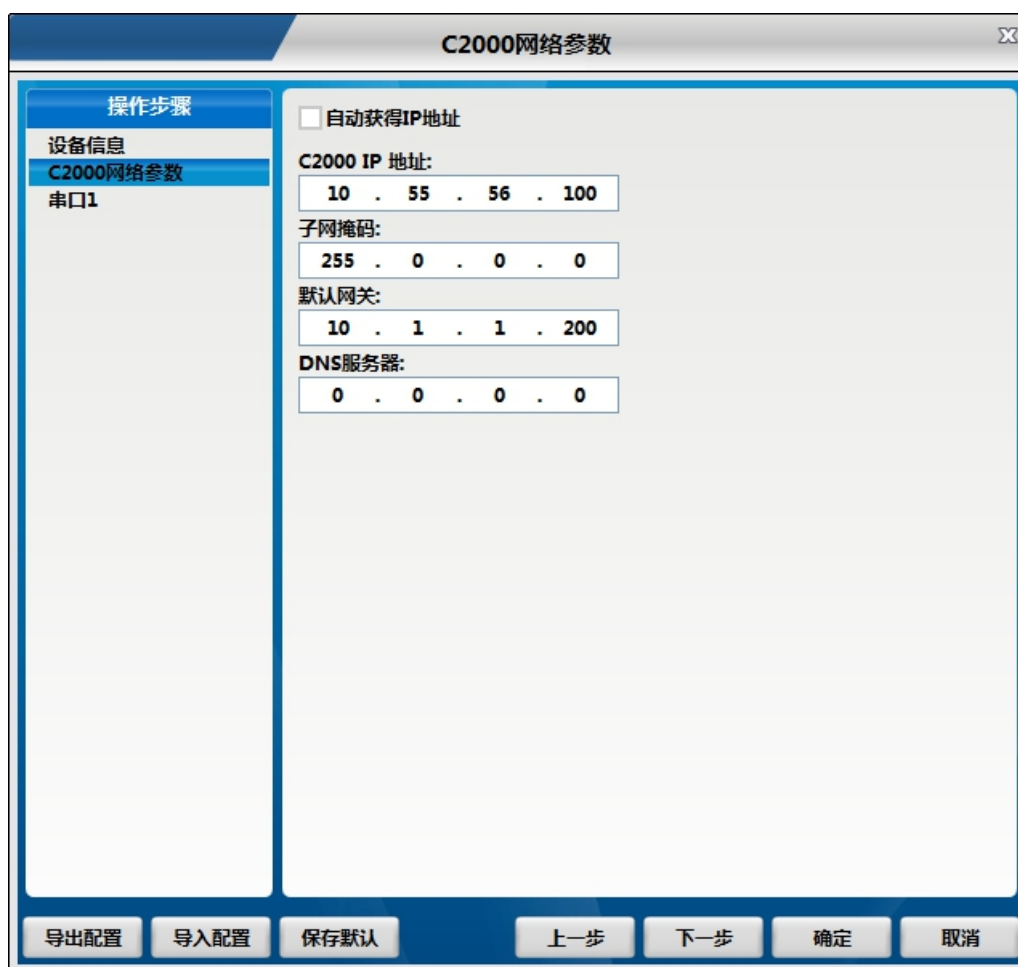 C2000网络参数
操作步骤
设备信息
C2000网络参数
串口1
自动获得IP地址
C2000 IP 地址:
10 . 55 . 56 . 100
子网掩码:
255 . 0 . 0 . 0
默认网关:
10 . 1 . 1 . 200
DNS服务器:
0 . 0 . 0 . 0
导出配置 导入配置 保存默认 上一步 下一步 确定 取消